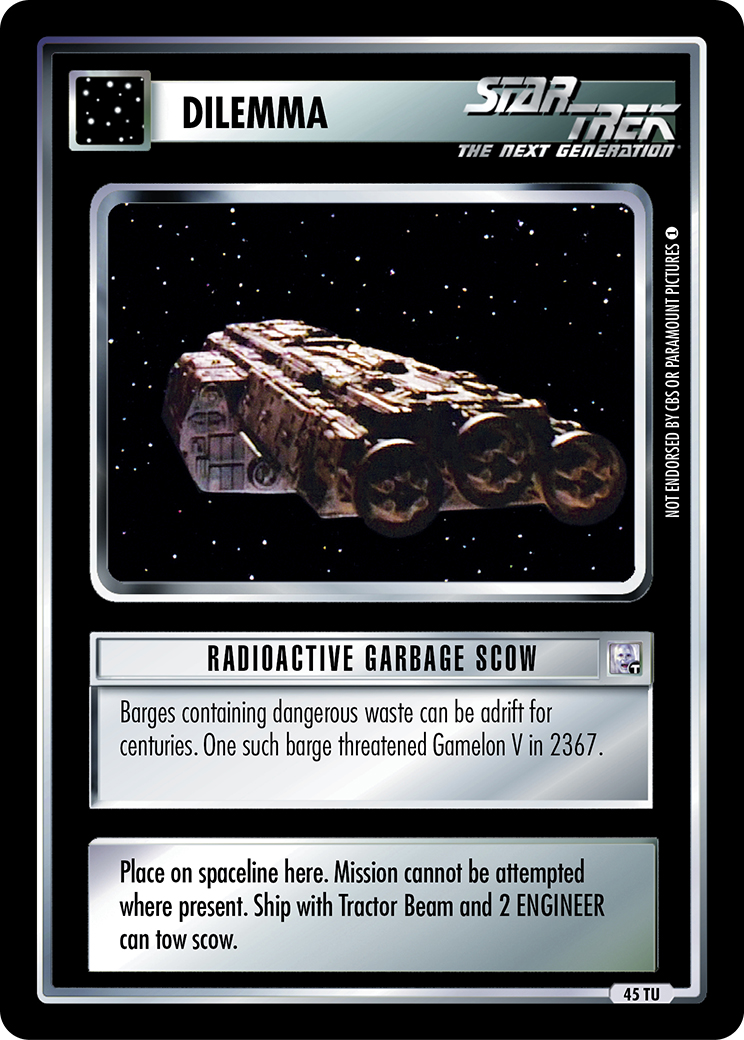 DILEMMA
STAR TREK
THE NEXT GENERATION
NOT ENDORSED BY CBS OR PARAMOUNT PICTURES 1
RADIOACTIVE GARBAGE SCOW
T
Barges containing dangerous waste can be adrift for
centuries. One such barge threatened Gamelon V in 2367.
Place on spaceline here. Mission cannot be attempted
where present. Ship with Tractor Beam and 2 ENGINEER
can tow scow.
45 TU